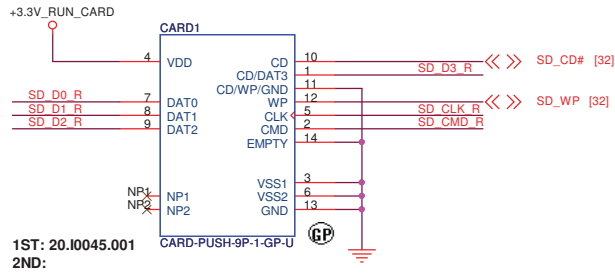 +3.3V_RUN_CARD
CARD1
4 VDD CD 10 SD_CD# [32]
CD/DAT3 1 SD_D3_R
CD/WP/GND 11
SD_D0_R 7 DAT0 WP 12 SD_WP [32]
SD_D1_R 8 DAT1 CLK 5 SD_CLK_R
SD_D2_R 9 DAT2 CMD 2 SD_CMD_R
EMPTY 14
VSS1 3
NP1 NP1 VSS2 6
NP2 NP2 GND 13
GP
1ST: 20.I0045.001 CARD-PUSH-9P-1-GP-U
2ND: